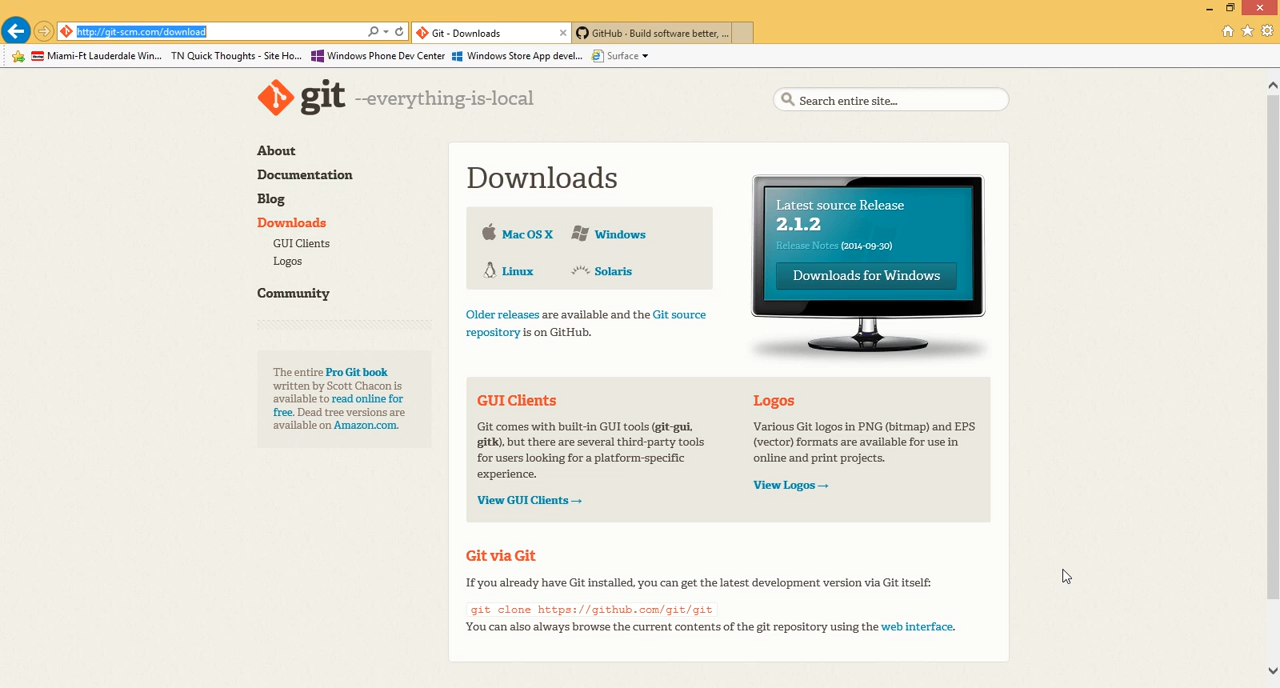 http://git-scm.com/download
Git - Downloads
GitHub · Build software better, ...
Miami-Ft Lauderdale Win...
TN Quick Thoughts - Site Ho...
Windows Phone Dev Center
Windows Store App devel...
Surface
git --everything-is-local
Search entire site...
About
Documentation
Blog
Downloads
GUI Clients
Logos
Community
The entire Pro Git book
written by Scott Chacon is
available to read online for
free. Dead tree versions are
available on Amazon.com.
Downloads
Mac OS X
Windows
Linux
Solaris
Older releases are available and the Git source
repository is on GitHub.
Latest source Release
2.1.2
Release Notes (2014-09-30)
Downloads for Windows
GUI Clients
Git comes with built-in GUI tools (git-gui,
gitk), but there are several third-party tools
for users looking for a platform-specific
experience.
View GUI Clients →
Logos
Various Git logos in PNG (bitmap) and EPS
(vector) formats are available for use in
online and print projects.
View Logos →
Git via Git
If you already have Git installed, you can get the latest development version via Git itself:
git clone https://github.com/git/git
You can also always browse the current contents of the git repository using the web interface.